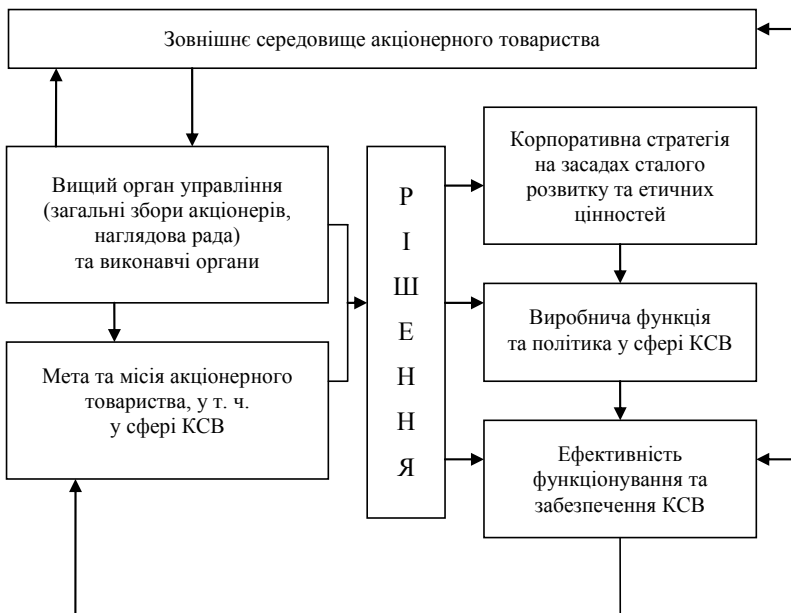 Зовнішнє середовище акціонерного товариства
Вищий орган управління
(загальні збори акціонерів,
наглядова рада)
та виконавчі органи
Мета та місія акціонерного
товариства, у т. ч.
у сфері КСВ
Р
І
Ш
Е
Н
Н
Я
Корпоративна стратегія
на засадах сталого
розвитку та етичних
цінностей
Виробнича функція
та політика у сфері КСВ
Ефективність
функціонування та
забезпечення КСВ